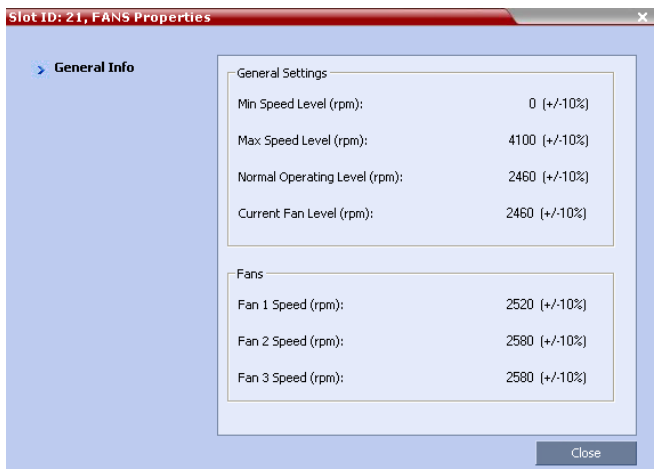 Slot ID: 21, FANS Properties
General Info
General Settings
Min Speed Level (rpm): 0 (+/-10%)
Max Speed Level (rpm): 4100 (+/-10%)
Normal Operating Level (rpm): 2460 (+/-10%)
Current Fan Level (rpm): 2460 (+/-10%)
Fans
Fan 1 Speed (rpm): 2520 (+/-10%)
Fan 2 Speed (rpm): 2580 (+/-10%)
Fan 3 Speed (rpm): 2580 (+/-10%)
Close